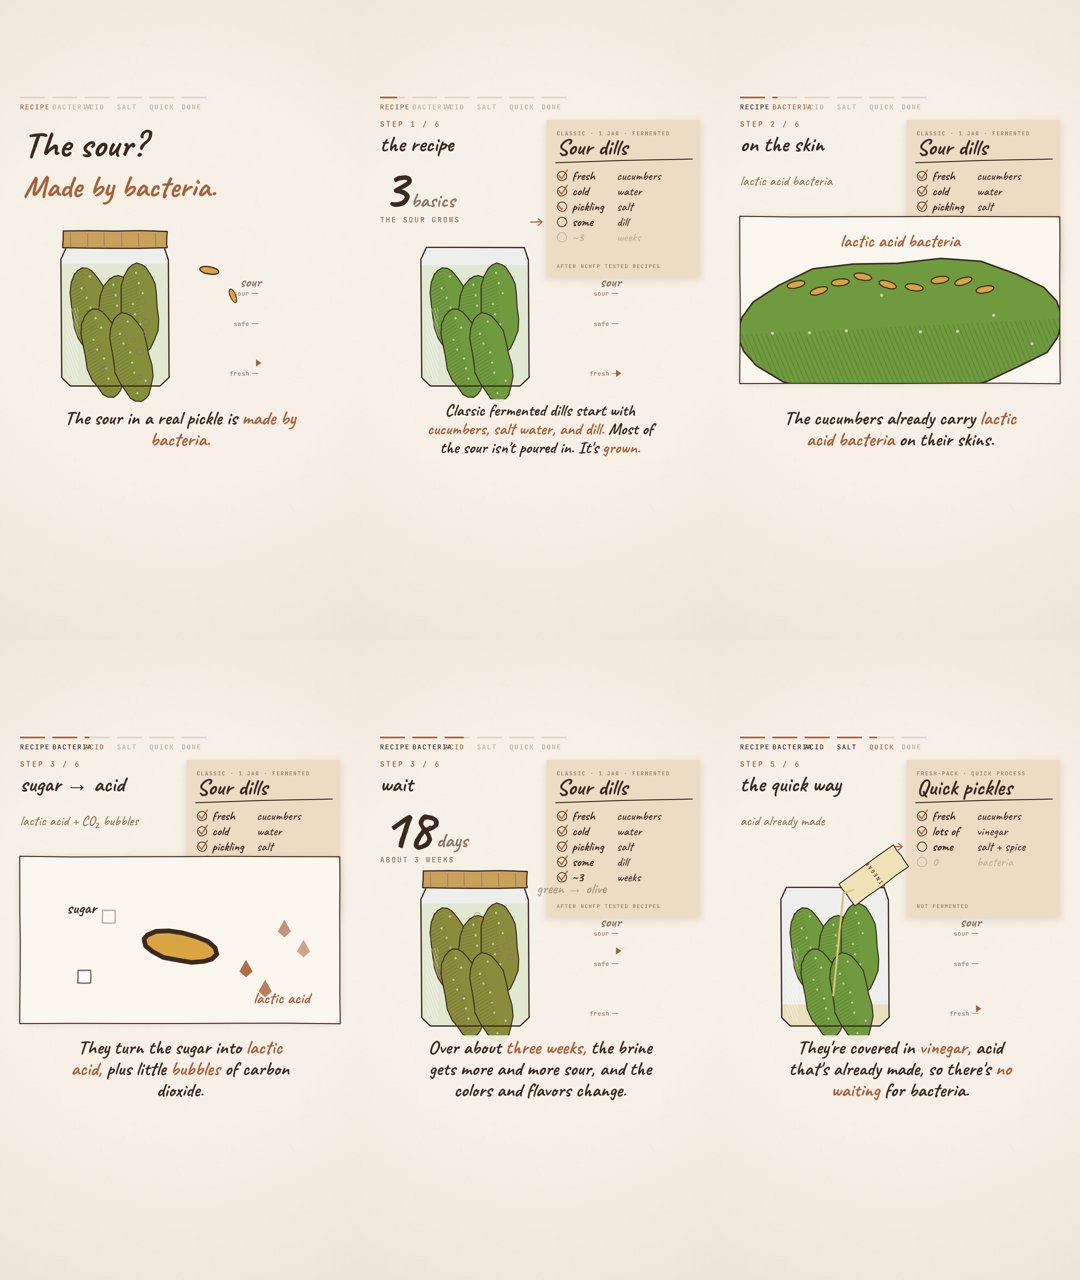 RECIPE BACTERIA ACID SALT QUICK DONE
The sour?
Made by bacteria.
sour
sour
safe
fresh
The sour in a real pickle is made by
bacteria.
RECIPE BACTERIA ACID SALT QUICK DONE
STEP 1 / 6
the recipe
3 basics
THE SOUR GROWS
CLASSIC · 1 JAR · FERMENTED
Sour dills
fresh cucumbers
cold water
pickling salt
some dill
~3 weeks
AFTER NCHFP TESTED RECIPES
sour
sour
safe
fresh
Classic fermented dills start with
cucumbers, salt water, and dill. Most of
the sour isn't poured in. It's grown.
RECIPE BACTERIA ACID SALT QUICK DONE
STEP 2 / 6
on the skin
lactic acid bacteria
CLASSIC · 1 JAR · FERMENTED
Sour dills
fresh cucumbers
cold water
pickling salt
lactic acid bacteria
The cucumbers already carry lactic
acid bacteria on their skins.
RECIPE BACTERIA ACID SALT QUICK DONE
STEP 3 / 6
sugar → acid
lactic acid + CO₂ bubbles
CLASSIC · 1 JAR · FERMENTED
Sour dills
fresh cucumbers
cold water
pickling salt
sugar
lactic acid
They turn the sugar into lactic
acid, plus little bubbles of carbon
dioxide.
RECIPE BACTERIA ACID SALT QUICK DONE
STEP 3 / 6
wait
18 days
ABOUT 3 WEEKS
CLASSIC · 1 JAR · FERMENTED
Sour dills
fresh cucumbers
cold water
pickling salt
some dill
~3 weeks
green → olive
AFTER NCHFP TESTED RECIPES
sour
sour
safe
fresh
Over about three weeks, the brine
gets more and more sour, and the
colors and flavors change.
RECIPE BACTERIA ACID SALT QUICK DONE
STEP 5 / 6
the quick way
acid already made
FRESH-PACK · QUICK PROCESS
Quick pickles
fresh cucumbers
lots of vinegar
some salt + spice
0 bacteria
NOT FERMENTED
VINEGAR
sour
sour
safe
fresh
They're covered in vinegar, acid
that's already made, so there's no
waiting for bacteria.